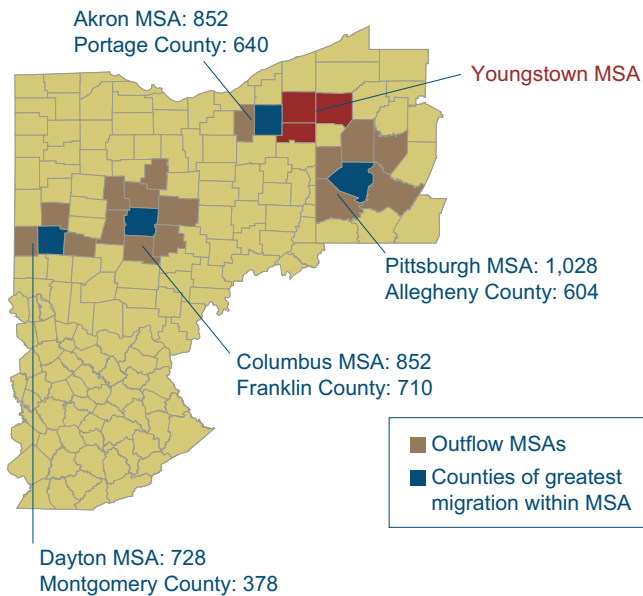 Akron MSA: 852
Portage County: 640
Youngstown MSA
Pittsburgh MSA: 1,028
Allegheny County: 604
Columbus MSA: 852
Franklin County: 710
Outflow MSAs
Counties of greatest
migration within MSA
Dayton MSA: 728
Montgomery County: 378